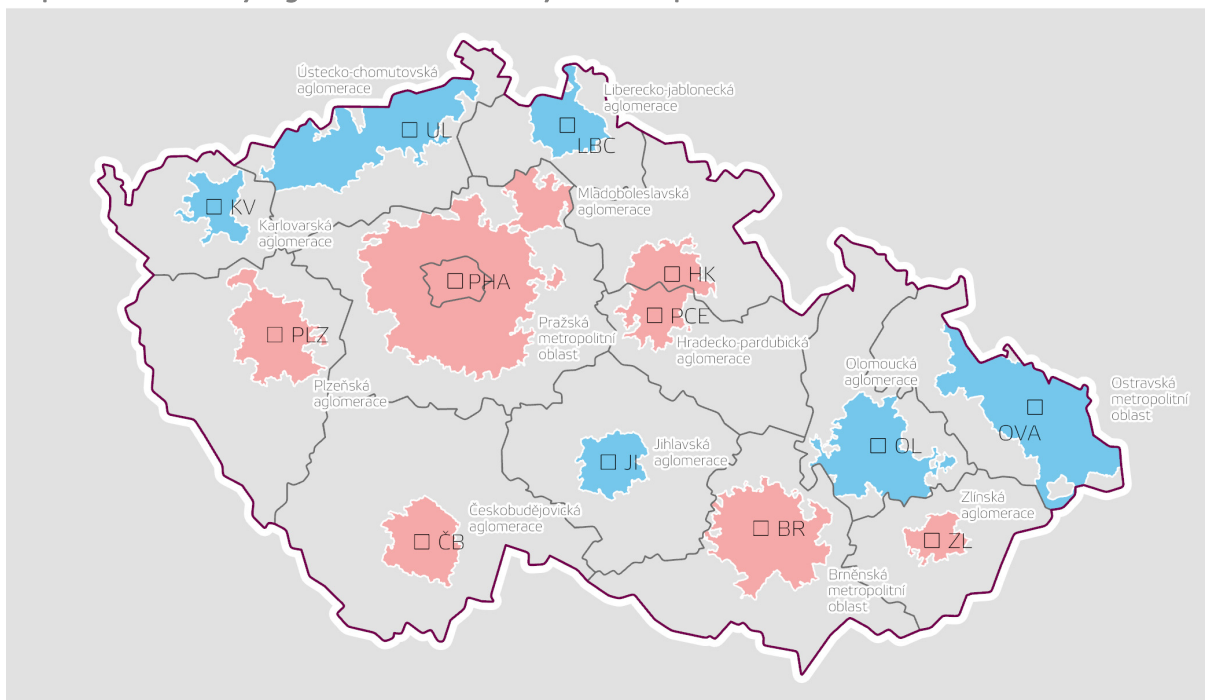 Ústecko-chomutovská
aglomerace
Liberecko-jablonecká
aglomerace
UL
LBC
Mladoboleslavská
aglomerace
KV
Karlovarská
aglomerace
HK
PHA
PCE
Pražská
metropolitní
oblast
Hradecko-pardubická
aglomerace
PLZ
Plzeňská
aglomerace
Olomoucká
aglomerace
Ostravská
metropolitní
oblast
OVA
Jihlavská
aglomerace
JI
OL
Zlínská
aglomerace
Českobudějovická
aglomerace
ČB
BR
ZL
Brněnská
metropolitní
oblast